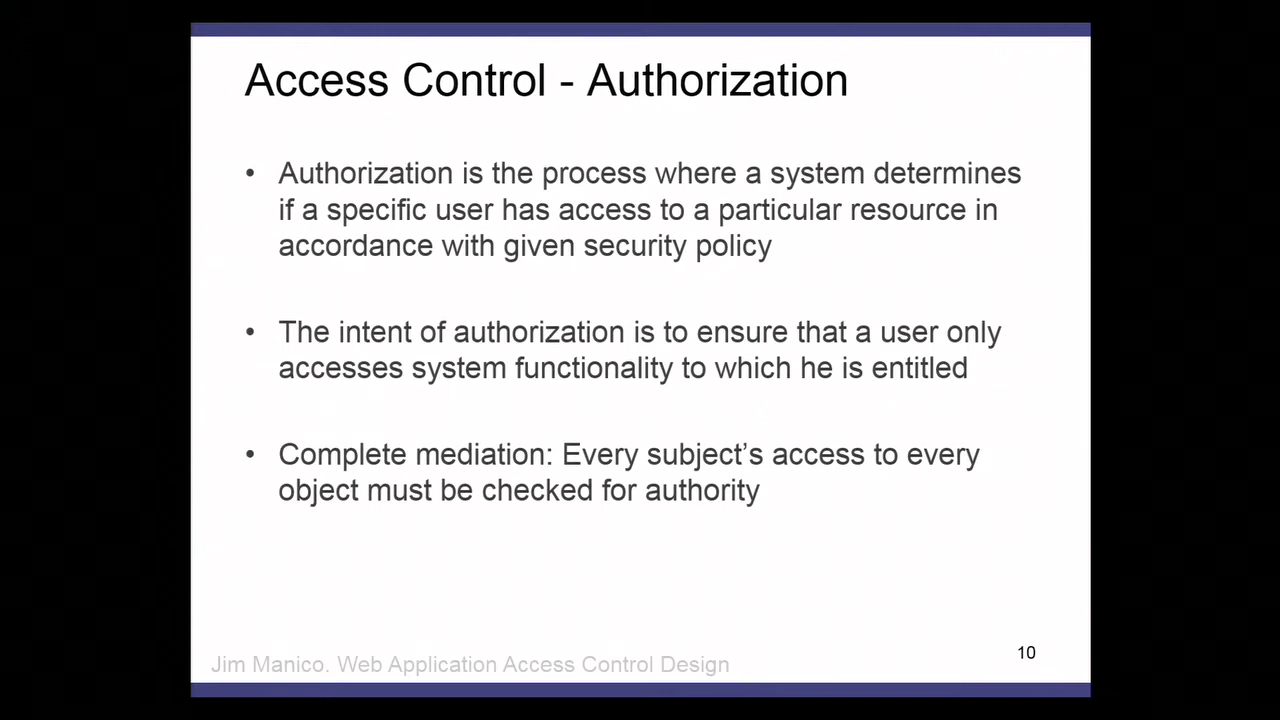 Access Control - Authorization
• Authorization is the process where a system determines
if a specific user has access to a particular resource in
accordance with given security policy
• The intent of authorization is to ensure that a user only
accesses system functionality to which he is entitled
• Complete mediation: Every subject’s access to every
object must be checked for authority
10
Jim Manico. Web Application Access Control Design